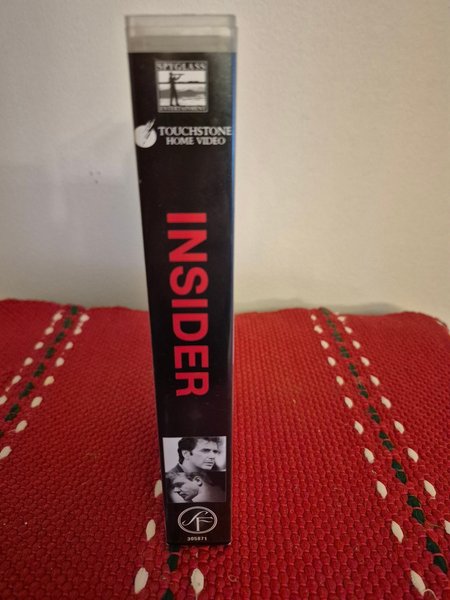 SPYGLASS
ENTERTAINMENT
TOUCHSTONE
HOME VIDEO
INSIDER
SF
305871